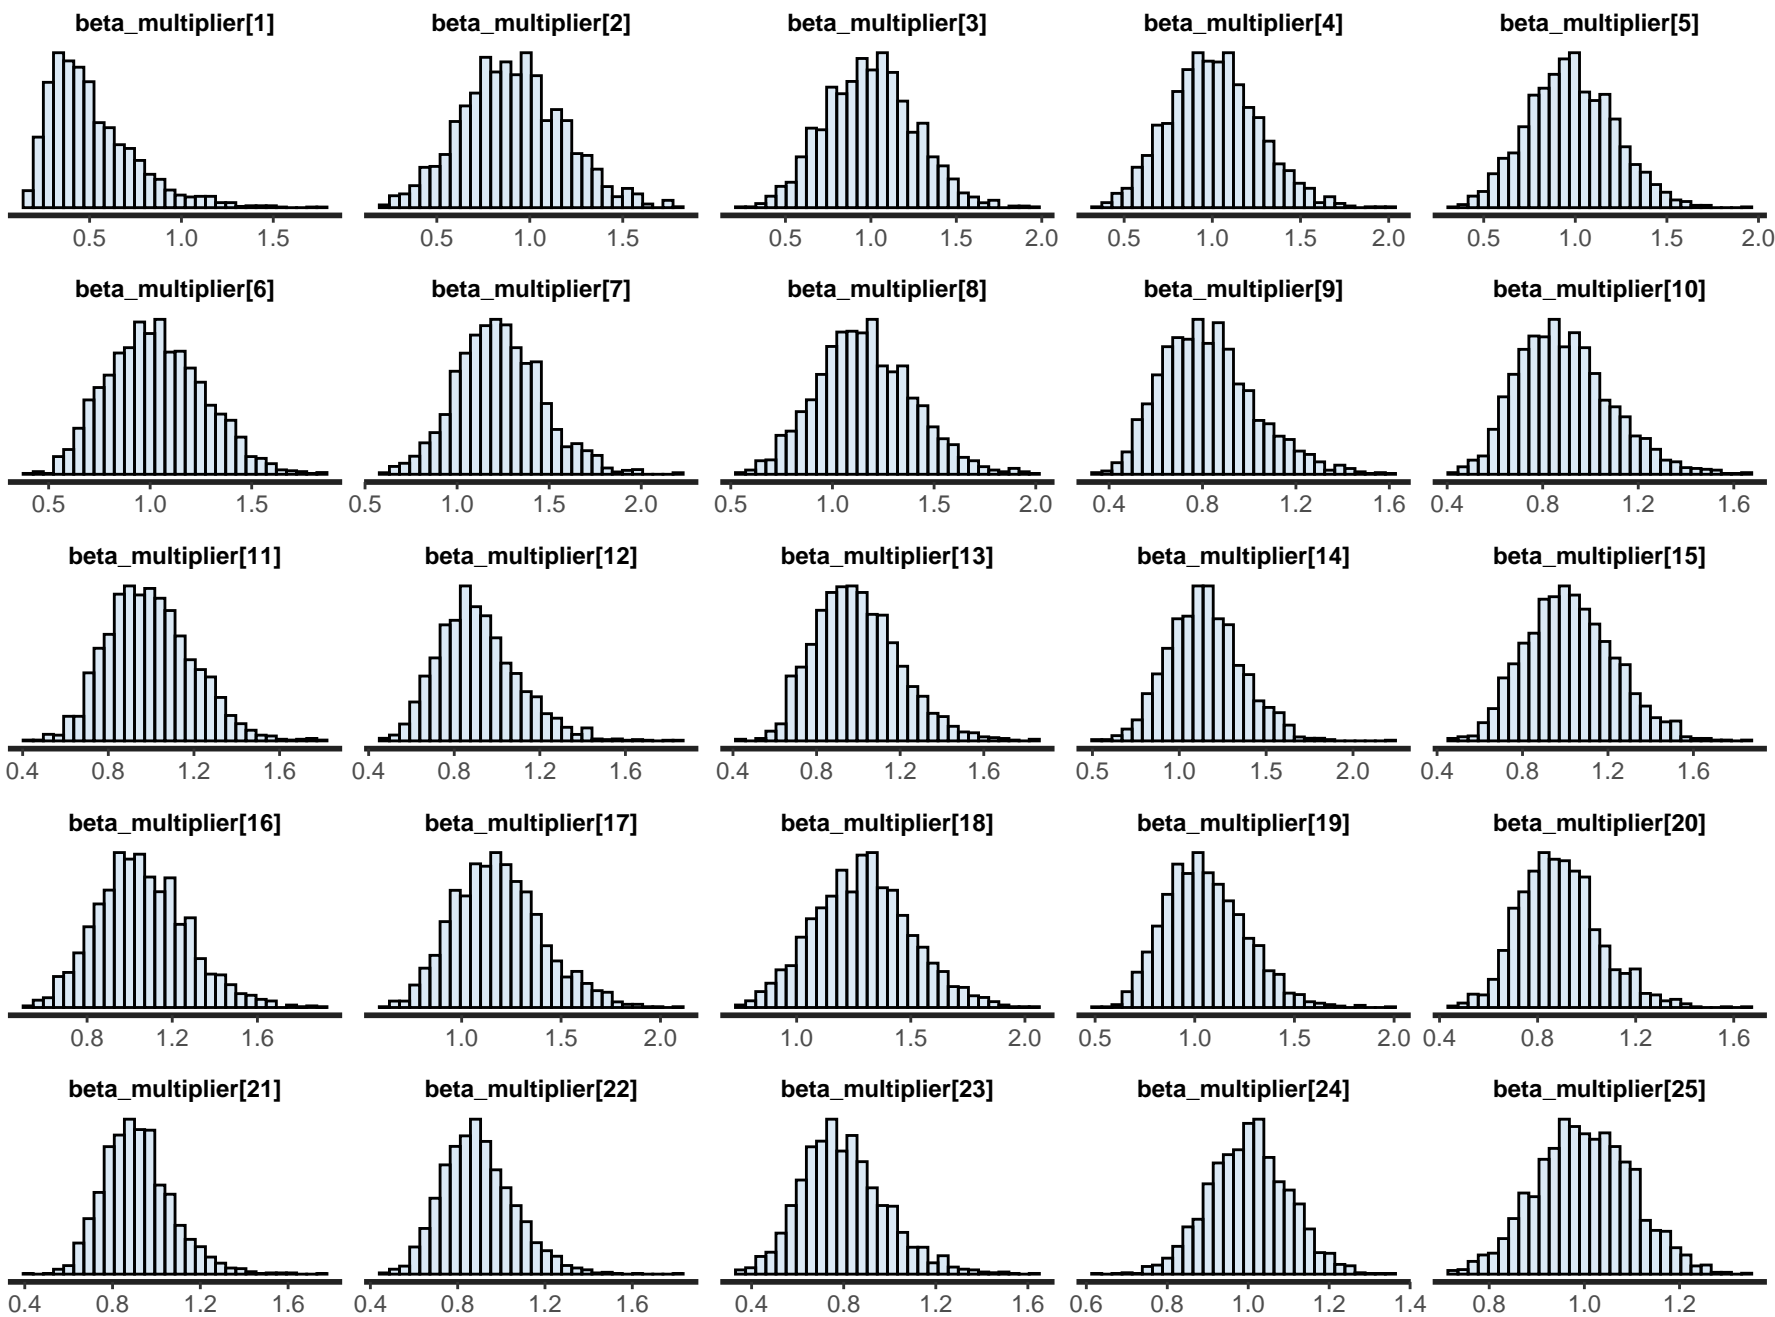 beta_multiplier[1] beta_multiplier[2] beta_multiplier[3] beta_multiplier[4] beta_multiplier[5]
0.5 1.0 1.5 0.5 1.0 1.5 0.5 1.0 1.5 2.0 0.5 1.0 1.5 2.0 0.5 1.0 1.5 2.0
beta_multiplier[6] beta_multiplier[7] beta_multiplier[8] beta_multiplier[9] beta_multiplier[10]
0.5 1.0 1.5 0.5 1.0 1.5 2.0 0.5 1.0 1.5 2.0 0.4 0.8 1.2 1.6 0.4 0.8 1.2 1.6
beta_multiplier[11] beta_multiplier[12] beta_multiplier[13] beta_multiplier[14] beta_multiplier[15]
0.4 0.8 1.2 1.6 0.4 0.8 1.2 1.6 0.4 0.8 1.2 1.6 0.5 1.0 1.5 2.0 0.4 0.8 1.2 1.6
beta_multiplier[16] beta_multiplier[17] beta_multiplier[18] beta_multiplier[19] beta_multiplier[20]
0.8 1.2 1.6 1.0 1.5 2.0 1.0 1.5 2.0 0.5 1.0 1.5 2.0 0.4 0.8 1.2 1.6
beta_multiplier[21] beta_multiplier[22] beta_multiplier[23] beta_multiplier[24] beta_multiplier[25]
0.4 0.8 1.2 1.6 0.4 0.8 1.2 1.6 0.4 0.8 1.2 1.6 0.6 0.8 1.0 1.2 1.4 0.8 1.0 1.2